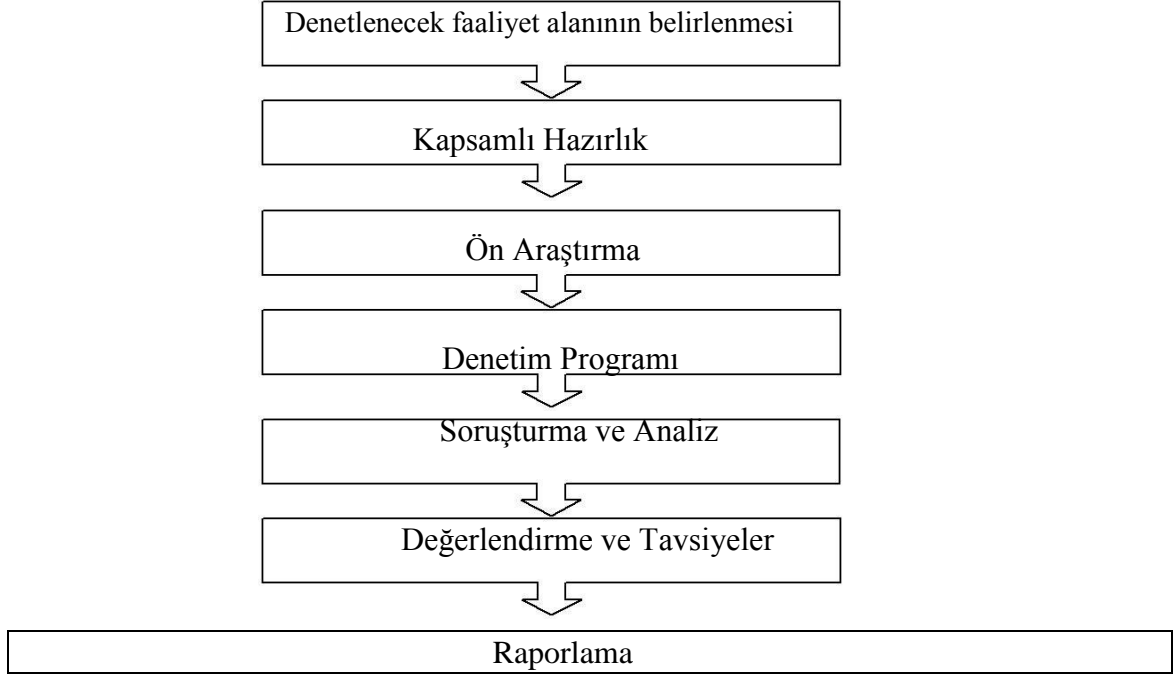 Denetlenecek faaliyet alanının belirlenmesi
Kapsamlı Hazırlık
Ön Araştırma
Denetim Programı
Soruşturma ve Analiz
Değerlendirme ve Tavsiyeler
Raporlama